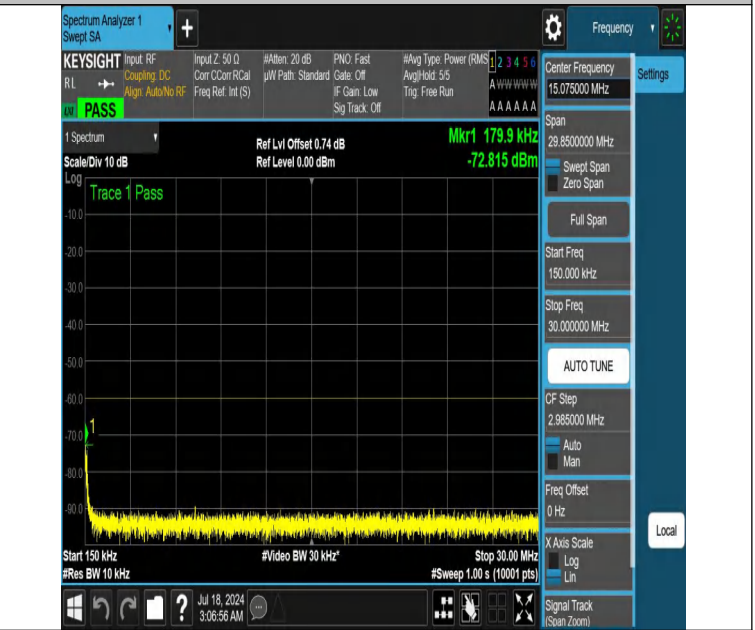 Spectrum Analyzer 1
Swept SA
+
Frequency
KEYSIGHT
RL
PASS
Input: RF
Coupling: DC
Align: Auto/No RF
Input Z: 50 Ω
Corr CCorr RCal
Freq Ref: Int (S)
#Atten: 20 dB
µW Path: Standard
PNO: Fast
Gate: Off
IF Gain: Low
Sig Track: Off
#Avg Type: Power (RMS)
Avg|Hold: 5/5
Trig: Free Run
1 2 3 4 5 6
A W W W W W
A A A A A A
1 Spectrum
Scale/Div 10 dB
Ref Lvl Offset 0.74 dB
Ref Level 0.00 dBm
Mkr1 179.9 kHz
-72.815 dBm
Log
Trace 1 Pass
-10.0
-20.0
-30.0
-40.0
-50.0
-60.0
-70.0
-80.0
-90.0
1
Start 150 kHz
#Res BW 10 kHz
#Video BW 30 kHz*
Stop 30.00 MHz
#Sweep 1.00 s (10001 pts)
Center Frequency
15.075000 MHz
Settings
Span
29.8500000 MHz
Swept Span
Zero Span
Full Span
Start Freq
150.000 kHz
Stop Freq
30.000000 MHz
AUTO TUNE
CF Step
2.985000 MHz
Auto
Man
Freq Offset
0 Hz
X Axis Scale
Log
Lin
Local
Signal Track
(Span Zoom)
?
Jul 18, 2024
3:06:56 AM